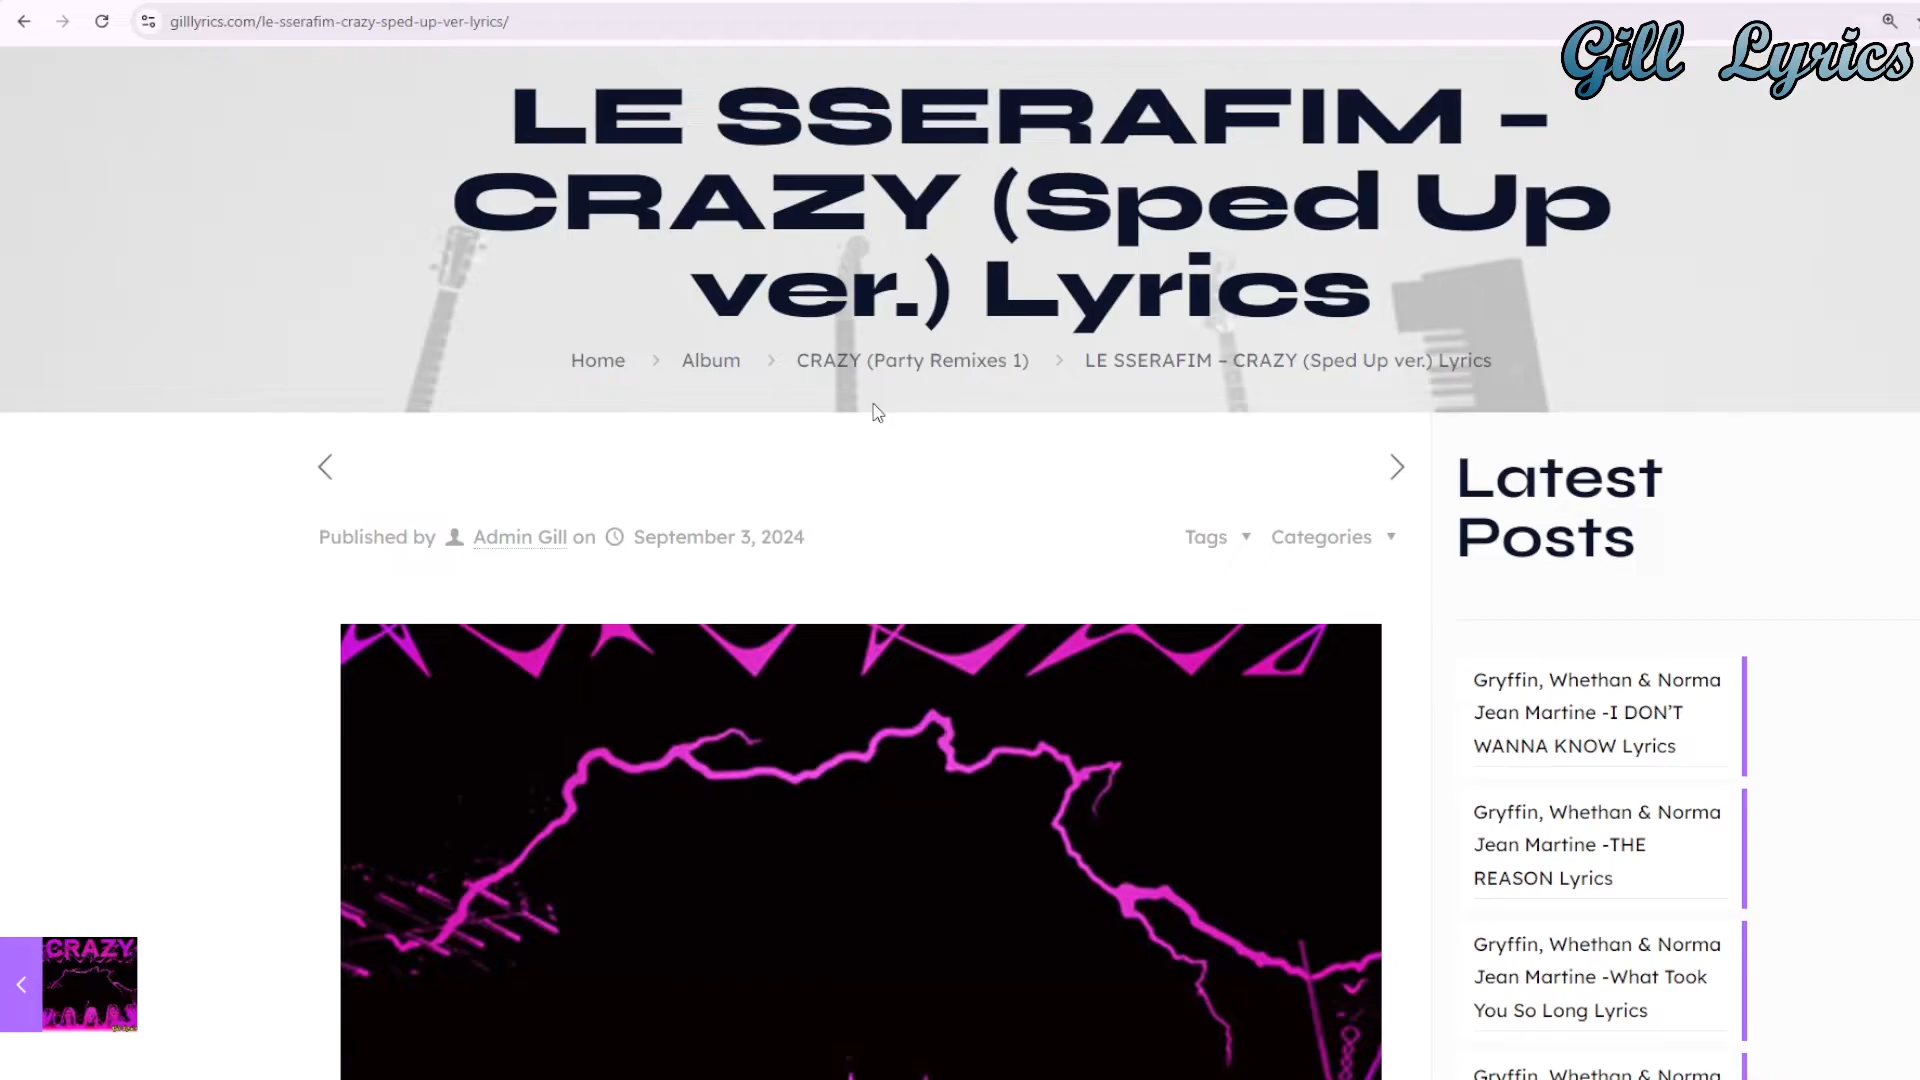 gilllyrics.com/le-sserafim-crazy-sped-up-ver-lyrics/
Gill Lyrics
LE SSERAFIM –
CRAZY (Sped Up
ver.) Lyrics
Home > Album > CRAZY (Party Remixes 1) > LE SSERAFIM – CRAZY (Sped Up ver.) Lyrics
Published by Admin Gill on September 3, 2024
Tags Categories
Latest
Posts
Gryffin, Whethan & Norma
Jean Martine -I DON’T
WANNA KNOW Lyrics
Gryffin, Whethan & Norma
Jean Martine -THE
REASON Lyrics
Gryffin, Whethan & Norma
Jean Martine -What Took
You So Long Lyrics
Gryffin, Whethan & Norma
CRAZY